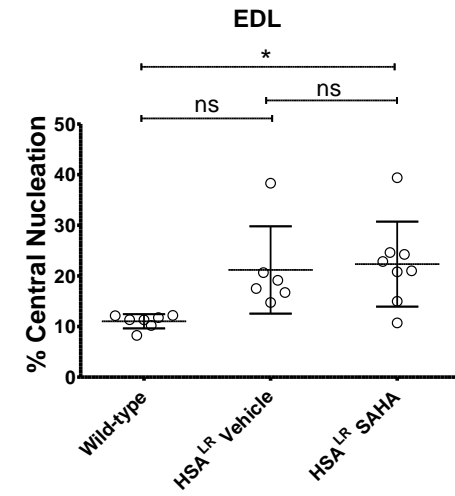 EDL
*
ns
ns
% Central Nucleation
50
40
30
20
10
0
Wild-type
HSA^LR Vehicle
HSA^LR SAHA